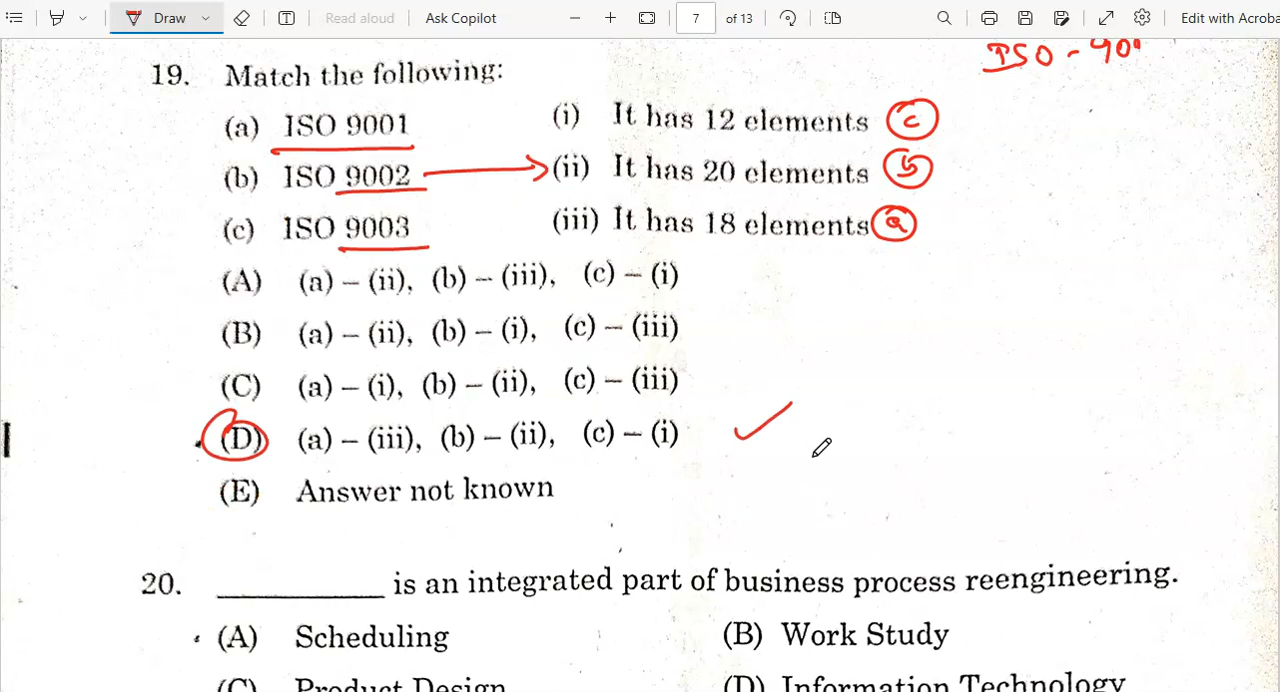 Draw
Read aloud
Ask Copilot
7 of 13
Edit with Acroba
ISO - 900
19. Match the following:
(a) ISO 9001 (i) It has 12 elements c
(b) ISO 9002 (ii) It has 20 elements b
(c) ISO 9003 (iii) It has 18 elements a
(A) (a) – (ii), (b) – (iii), (c) – (i)
(B) (a) – (ii), (b) – (i), (c) – (iii)
(C) (a) – (i), (b) – (ii), (c) – (iii)
(D) (a) – (iii), (b) – (ii), (c) – (i)
(E) Answer not known
20. __________ is an integrated part of business process reengineering.
(A) Scheduling (B) Work Study
(C) Product Design (D) Information Technology